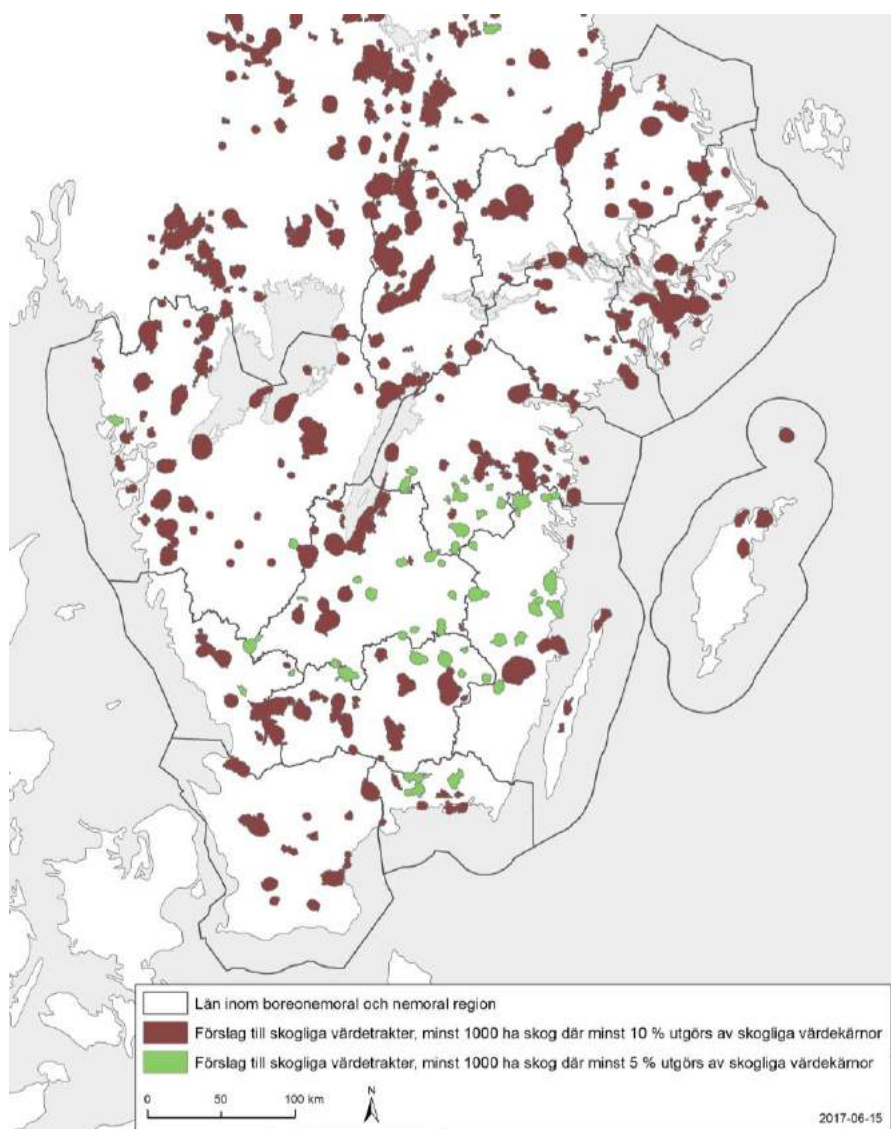 Län inom boreonemoral och nemoral region
Förslag till skogliga värdetrakter, minst 1000 ha skog där minst 10 % utgörs av skogliga värdekärnor
Förslag till skogliga värdetrakter, minst 1000 ha skog där minst 5 % utgörs av skogliga värdekärnor
0 50 100 km
N
2017-06-15